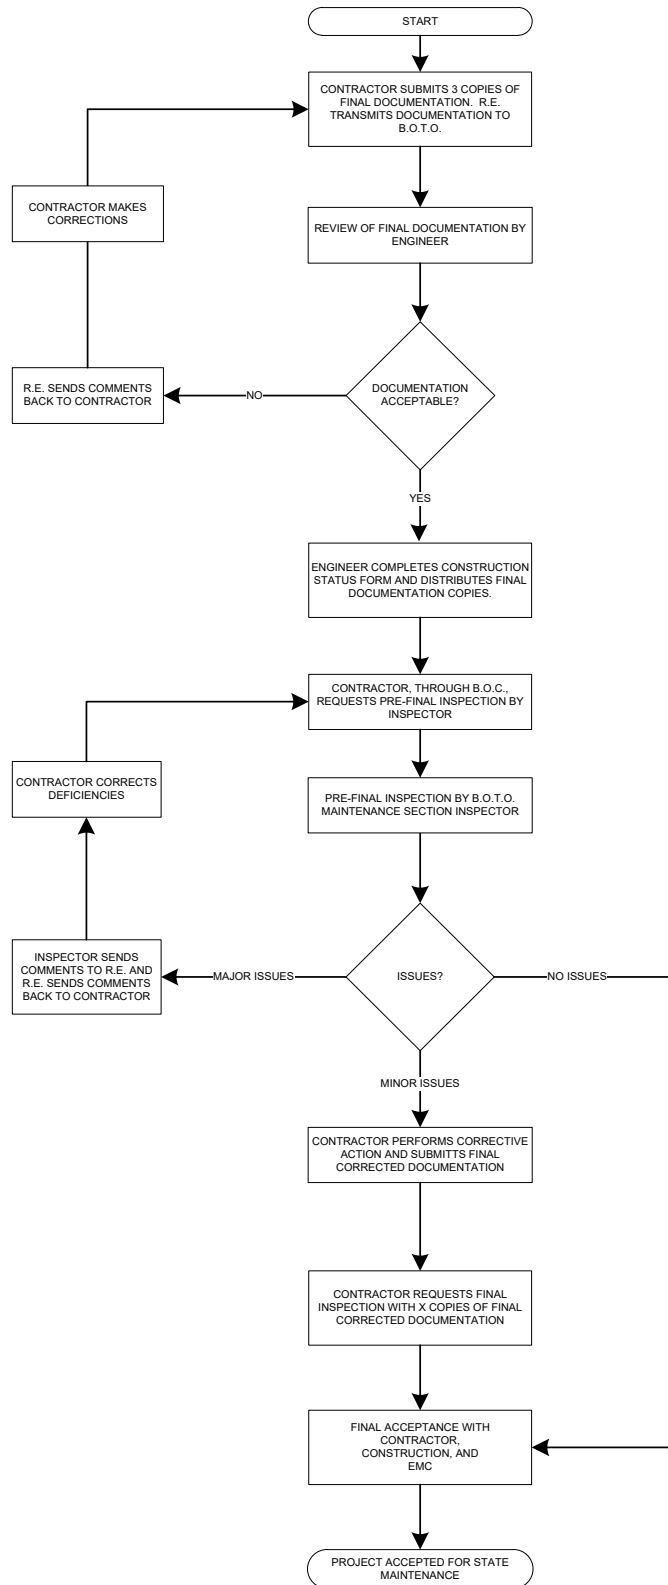 START
CONTRACTOR SUBMITS 3 COPIES OF
FINAL DOCUMENTATION. R.E.
TRANSMITS DOCUMENTATION TO
B.O.T.O.
CONTRACTOR MAKES
CORRECTIONS
REVIEW OF FINAL DOCUMENTATION BY
ENGINEER
R.E. SENDS COMMENTS
BACK TO CONTRACTOR
NO
DOCUMENTATION
ACCEPTABLE?
YES
ENGINEER COMPLETES CONSTRUCTION
STATUS FORM AND DISTRIBUTES FINAL
DOCUMENTATION COPIES.
CONTRACTOR, THROUGH B.O.C.,
REQUESTS PRE-FINAL INSPECTION BY
INSPECTOR
CONTRACTOR CORRECTS
DEFICIENCIES
PRE-FINAL INSPECTION BY B.O.T.O.
MAINTENANCE SECTION INSPECTOR
INSPECTOR SENDS
COMMENTS TO R.E. AND
R.E. SENDS COMMENTS
BACK TO CONTRACTOR
MAJOR ISSUES
ISSUES?
NO ISSUES
MINOR ISSUES
CONTRACTOR PERFORMS CORRECTIVE
ACTION AND SUBMITTS FINAL
CORRECTED DOCUMENTATION
CONTRACTOR REQUESTS FINAL
INSPECTION WITH X COPIES OF FINAL
CORRECTED DOCUMENTATION
FINAL ACCEPTANCE WITH
CONTRACTOR,
CONSTRUCTION, AND
EMC
PROJECT ACCEPTED FOR STATE
MAINTENANCE